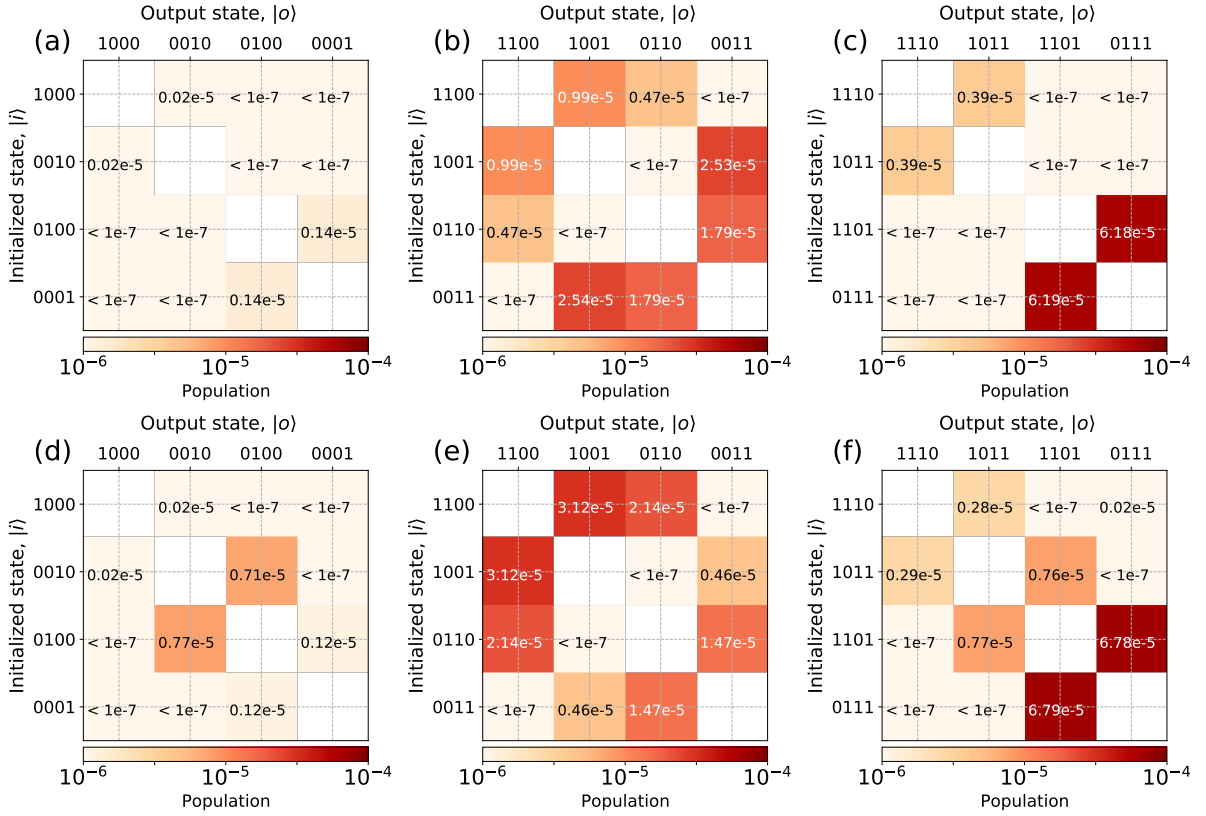 Output state, |o⟩ Output state, |o⟩ Output state, |o⟩
(a) 1000 0010 0100 0001 (b) 1100 1001 0110 0011 (c) 1110 1011 1101 0111
Initialized state, |i⟩
1000 0.02e-5 < 1e-7 < 1e-7
0010 0.02e-5 < 1e-7 < 1e-7
0100 < 1e-7 < 1e-7 0.14e-5
0001 < 1e-7 < 1e-7 0.14e-5
10⁻⁶ 10⁻⁵ 10⁻⁴
Population
Initialized state, |i⟩
1100 0.99e-5 0.47e-5 < 1e-7
1001 0.99e-5 < 1e-7 2.53e-5
0110 0.47e-5 < 1e-7 1.79e-5
0011 < 1e-7 2.54e-5 1.79e-5
10⁻⁶ 10⁻⁵ 10⁻⁴
Population
Initialized state, |i⟩
1110 0.39e-5 < 1e-7 < 1e-7
1011 0.39e-5 < 1e-7 < 1e-7
1101 < 1e-7 < 1e-7 6.18e-5
0111 < 1e-7 < 1e-7 6.19e-5
10⁻⁶ 10⁻⁵ 10⁻⁴
Population
Output state, |o⟩ Output state, |o⟩ Output state, |o⟩
(d) 1000 0010 0100 0001 (e) 1100 1001 0110 0011 (f) 1110 1011 1101 0111
Initialized state, |i⟩
1000 0.02e-5 < 1e-7 < 1e-7
0010 0.02e-5 0.71e-5 < 1e-7
0100 < 1e-7 0.77e-5 0.12e-5
0001 < 1e-7 < 1e-7 0.12e-5
10⁻⁶ 10⁻⁵ 10⁻⁴
Population
Initialized state, |i⟩
1100 3.12e-5 2.14e-5 < 1e-7
1001 3.12e-5 < 1e-7 0.46e-5
0110 2.14e-5 < 1e-7 1.47e-5
0011 < 1e-7 0.46e-5 1.47e-5
10⁻⁶ 10⁻⁵ 10⁻⁴
Population
Initialized state, |i⟩
1110 0.28e-5 < 1e-7 0.02e-5
1011 0.29e-5 0.76e-5 < 1e-7
1101 < 1e-7 0.77e-5 6.78e-5
0111 < 1e-7 < 1e-7 6.79e-5
10⁻⁶ 10⁻⁵ 10⁻⁴
Population